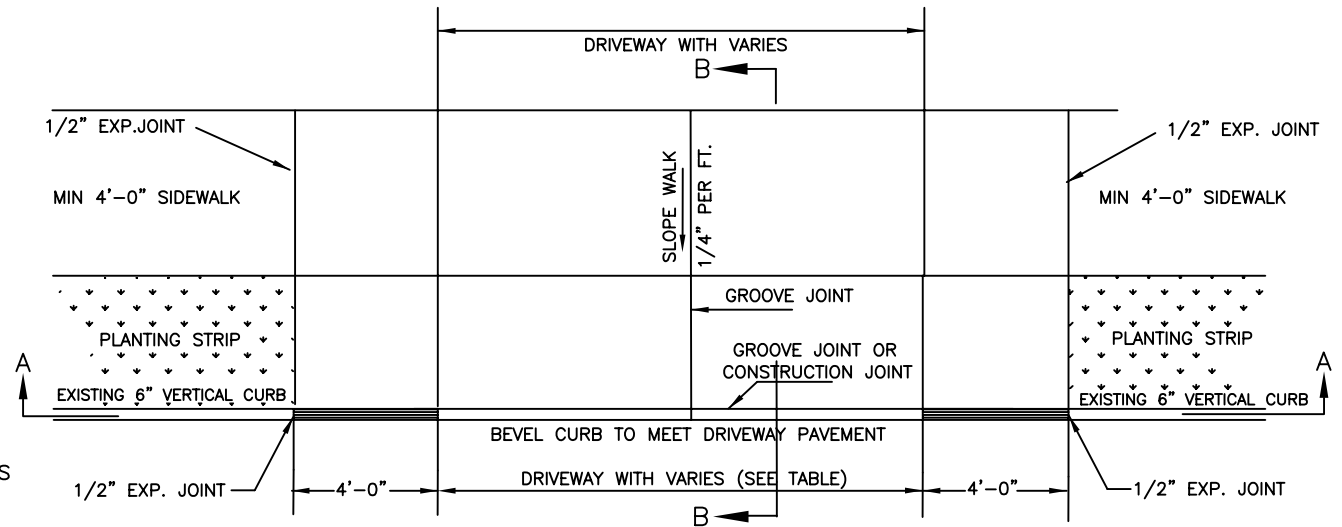 DRIVEWAY WITH VARIES
B
1/2” EXP.JOINT
1/2” EXP. JOINT
SLOPE WALK
1/4” PER FT.
MIN 4’-0” SIDEWALK
MIN 4’-0” SIDEWALK
GROOVE JOINT
PLANTING STRIP
PLANTING STRIP
GROOVE JOINT OR
CONSTRUCTION JOINT
A
A
EXISTING 6” VERTICAL CURB
EXISTING 6” VERTICAL CURB
BEVEL CURB TO MEET DRIVEWAY PAVEMENT
S
1/2” EXP. JOINT
4’-0”
DRIVEWAY WITH VARIES (SEE TABLE)
4’-0”
1/2” EXP. JOINT
B